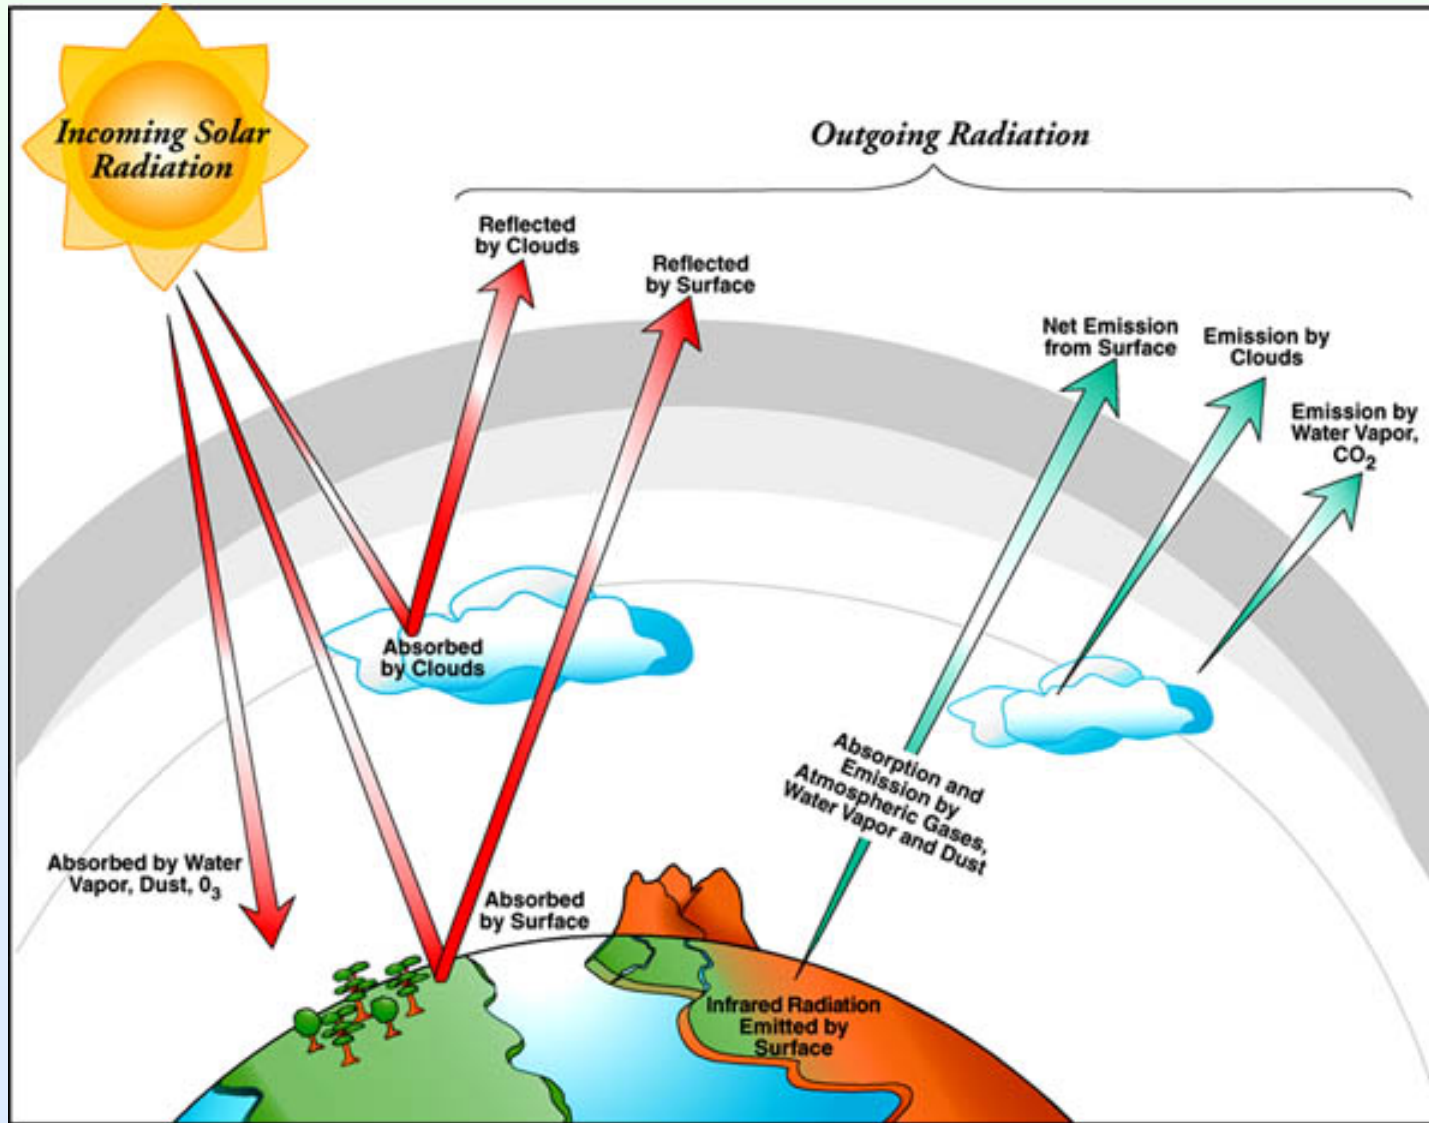 Incoming Solar
Radiation
Outgoing Radiation
Reflected
by Clouds
Reflected
by Surface
Net Emission
from Surface
Emission by
Clouds
Emission by
Water Vapor,
CO2
Absorbed
by Clouds
Absorption and
Emission by
Atmospheric Gases,
Water Vapor and Dust
Absorbed by Water
Vapor, Dust, 03
Absorbed
by Surface
Infrared Radiation
Emitted by
Surface